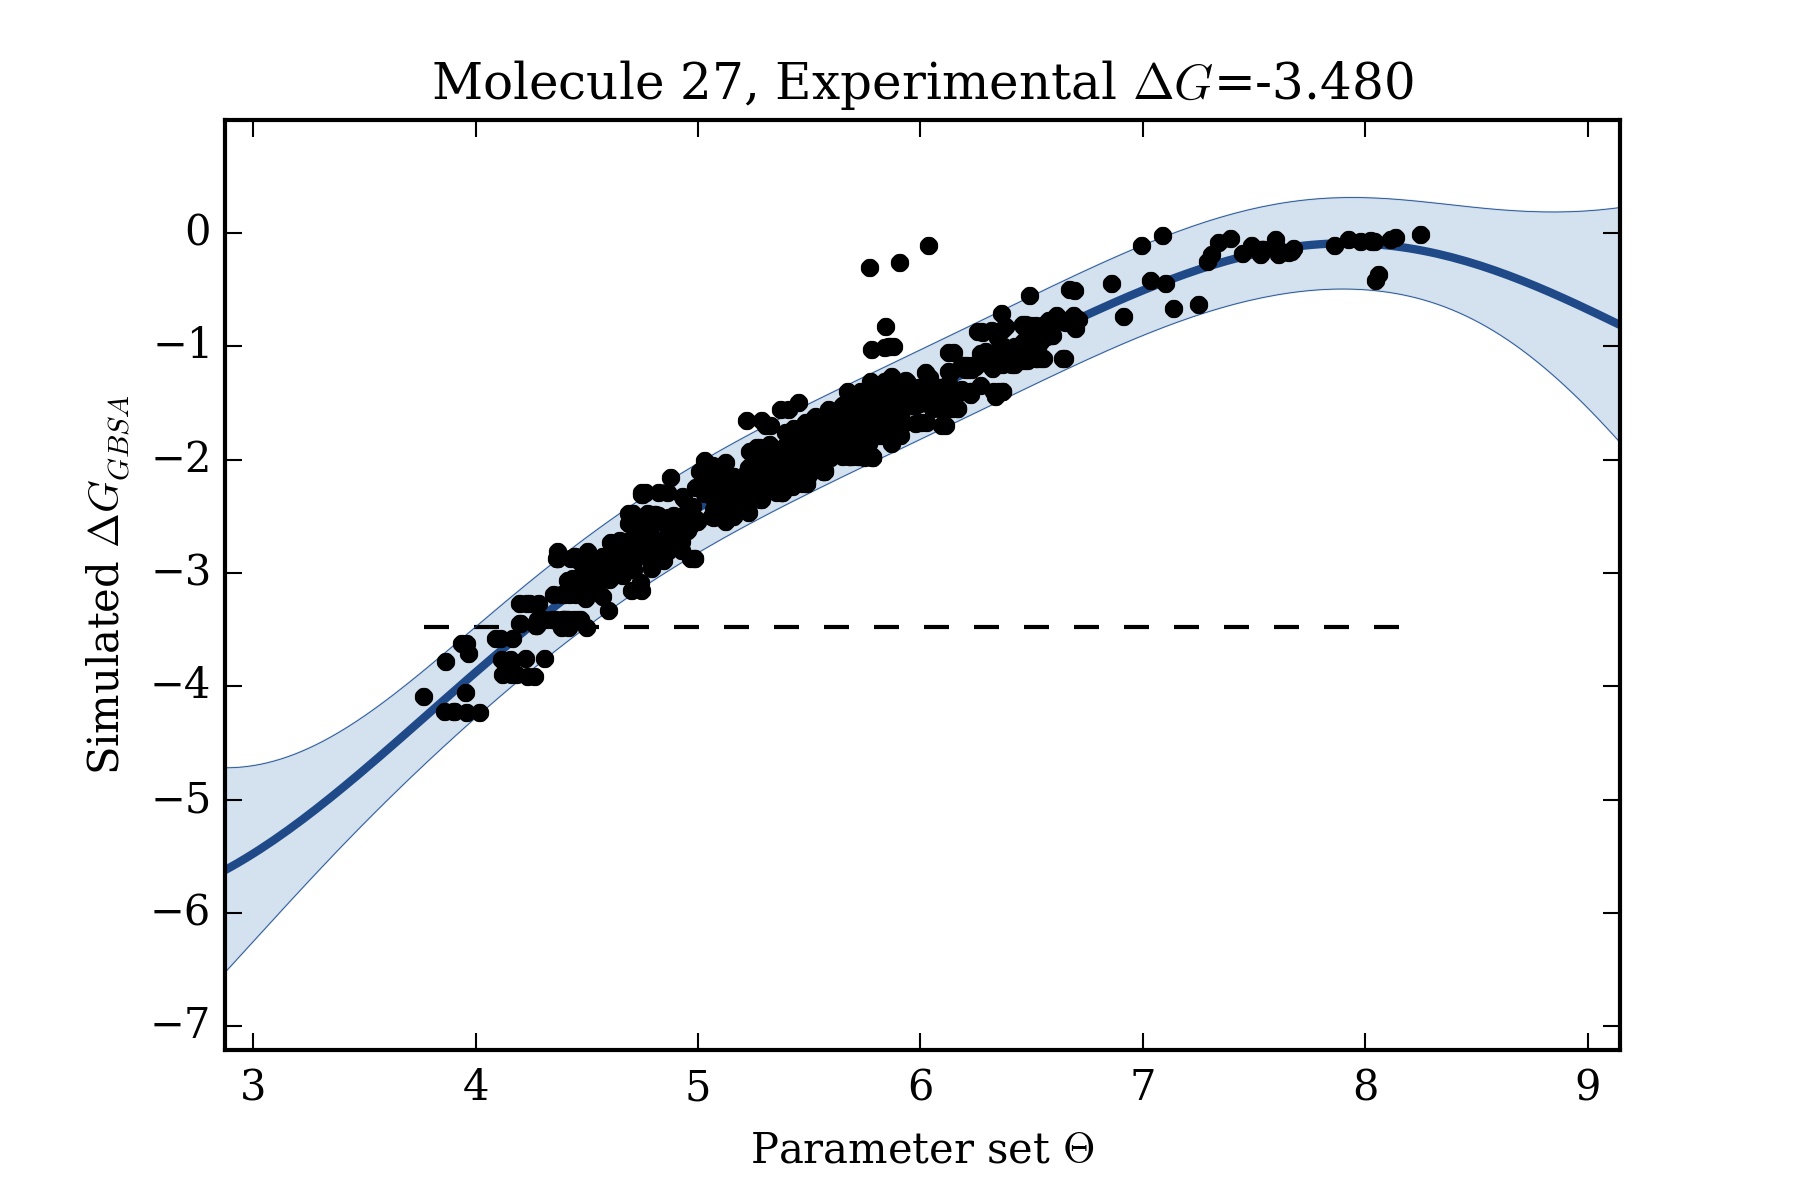 Molecule 27, Experimental ΔG=-3.480
Simulated ΔG_GBSA
0
−1
−2
−3
−4
−5
−6
−7
3 4 5 6 7 8 9
Parameter set Θ